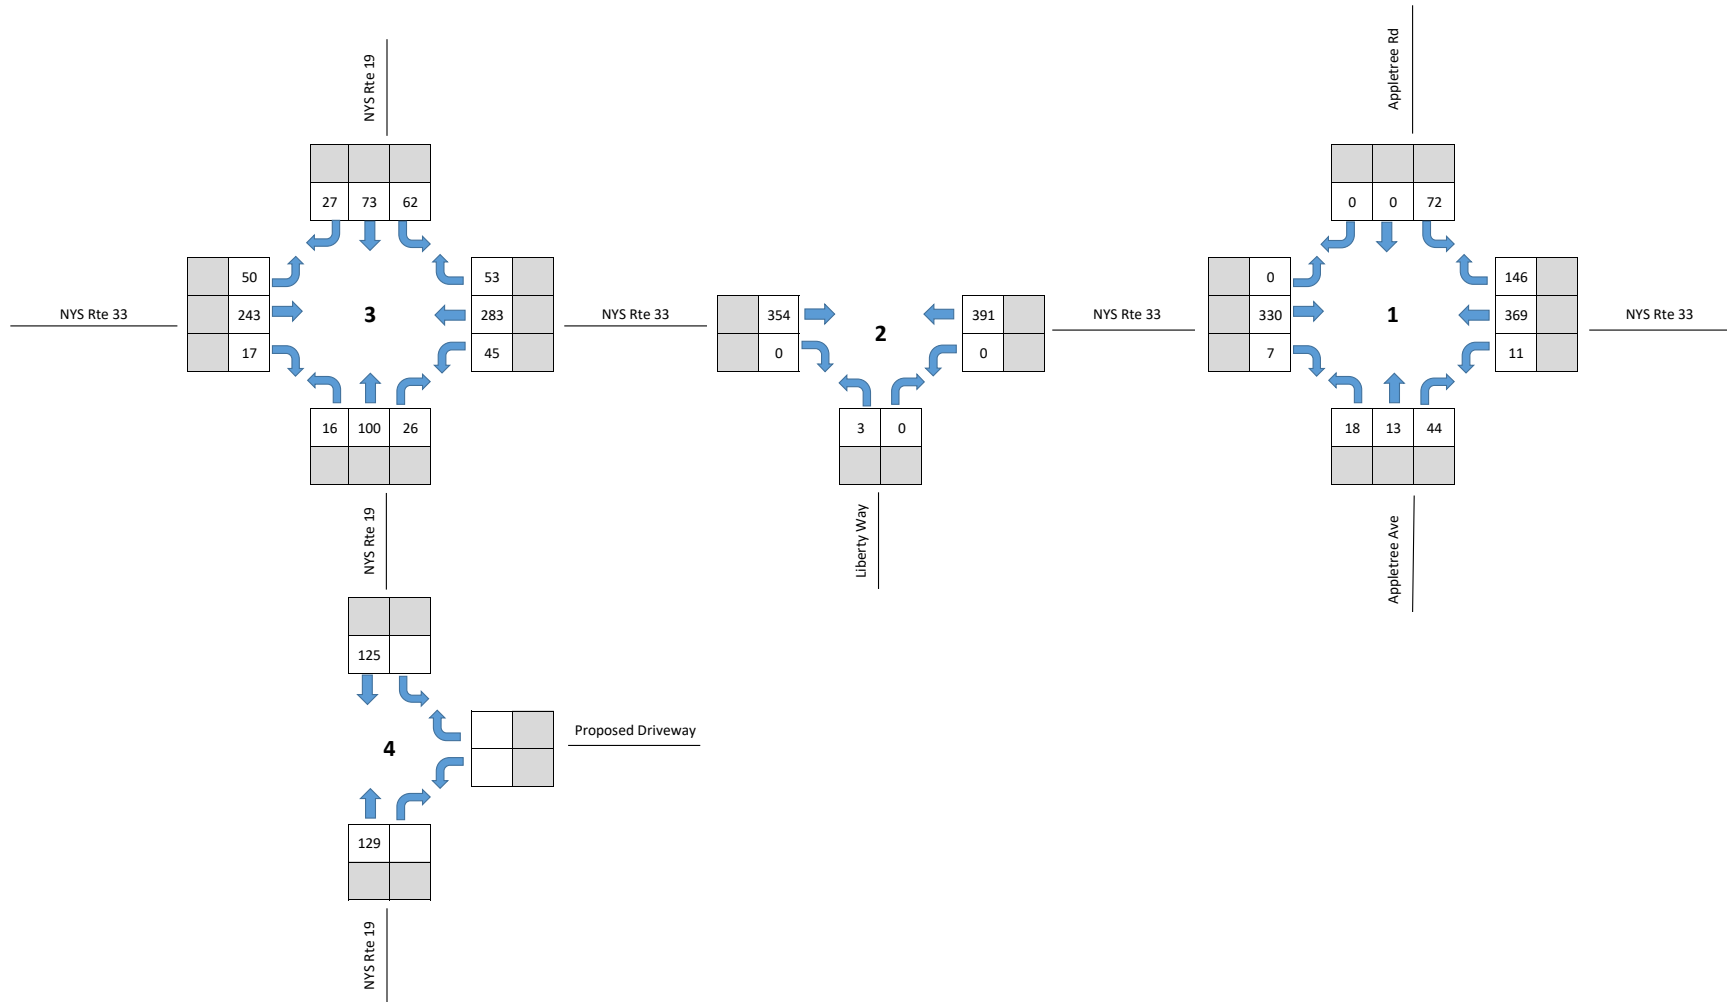 NYS Rte 19
Appletree Rd
27 73 62
0 0 72
50
243
17
53
283
45
3
NYS Rte 33
NYS Rte 33
354
0
391
0
2
NYS Rte 33
0
330
7
146
369
11
1
NYS Rte 33
16 100 26
3 0
18 13 44
NYS Rte 19
Liberty Way
Appletree Ave
125
4
Proposed Driveway
129
NYS Rte 19